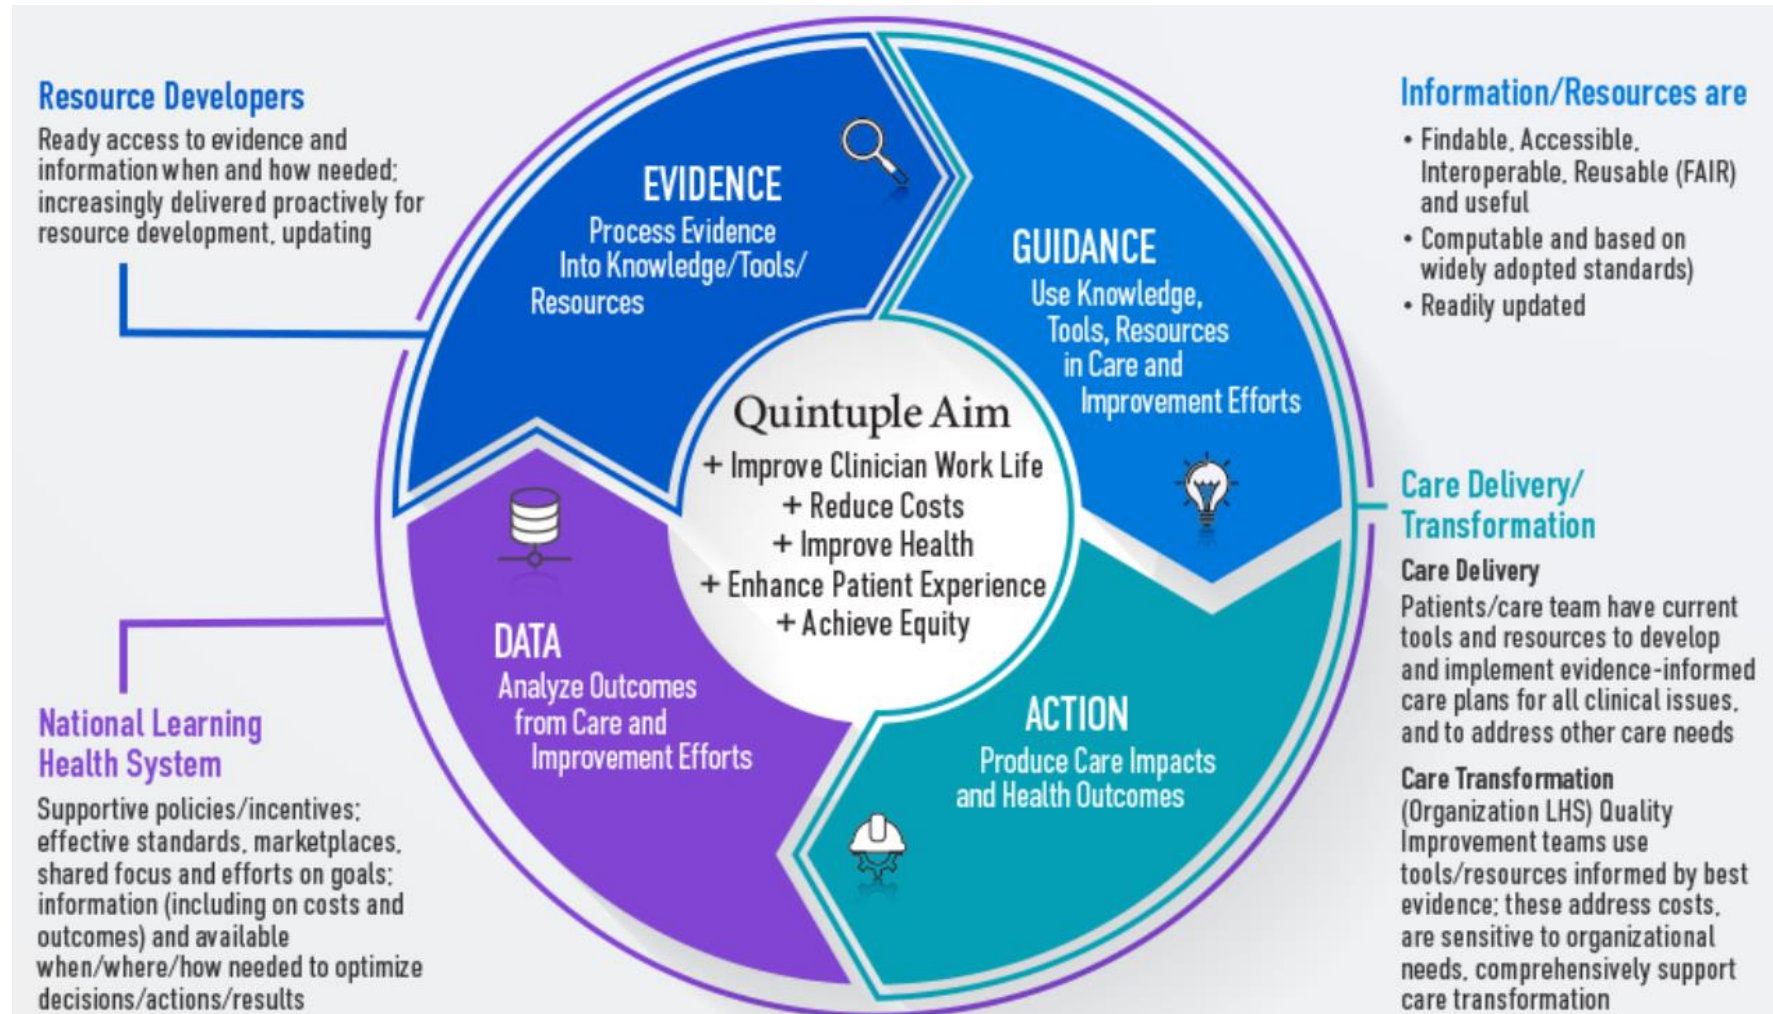 Resource Developers
Ready access to evidence and
information when and how needed;
increasingly delivered proactively for
resource development, updating
EVIDENCE
Process Evidence
Into Knowledge/Tools/
Resources
GUIDANCE
Use Knowledge,
Tools, Resources
in Care and
Improvement Efforts
Information/Resources are
• Findable, Accessible,
Interoperable, Reusable (FAIR)
and useful
• Computable and based on
widely adopted standards)
• Readily updated
Quintuple Aim
+ Improve Clinician Work Life
+ Reduce Costs
+ Improve Health
+ Enhance Patient Experience
+ Achieve Equity
DATA
Analyze Outcomes
from Care and
Improvement Efforts
ACTION
Produce Care Impacts
and Health Outcomes
National Learning
Health System
Supportive policies/incentives;
effective standards, marketplaces,
shared focus and efforts on goals;
information (including on costs and
outcomes) and available
when/where/how needed to optimize
decisions/actions/results
Care Delivery/
Transformation
Care Delivery
Patients/care team have current
tools and resources to develop
and implement evidence-informed
care plans for all clinical issues,
and to address other care needs
Care Transformation
(Organization LHS) Quality
Improvement teams use
tools/resources informed by best
evidence; these address costs,
are sensitive to organizational
needs, comprehensively support
care transformation